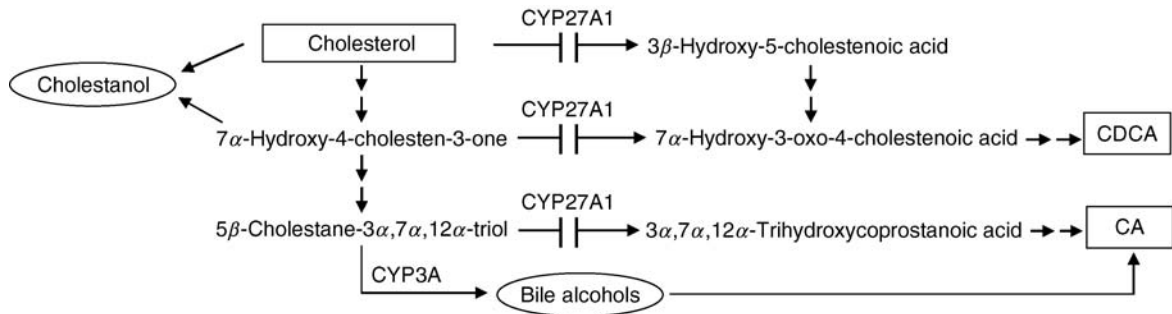 CYP27A1
Cholesterol
3β-Hydroxy-5-cholestenoic acid
Cholestanol
CYP27A1
7α-Hydroxy-4-cholesten-3-one
7α-Hydroxy-3-oxo-4-cholestenoic acid
CDCA
CYP27A1
5β-Cholestane-3α,7α,12α-triol
3α,7α,12α-Trihydroxycoprostanoic acid
CA
CYP3A
Bile alcohols